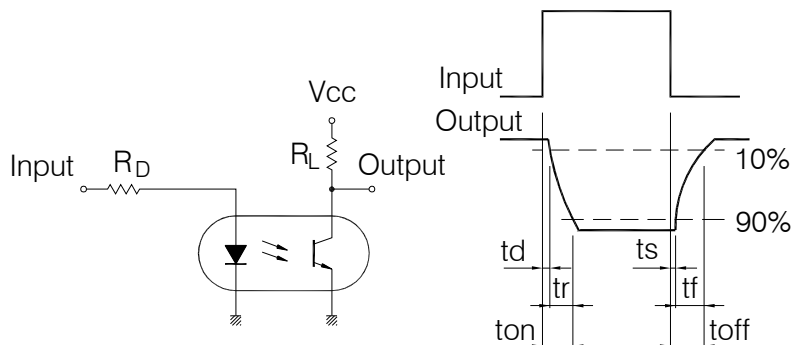 Input
RD
Vcc
RL
Output
Input
Output
10%
90%
td
ts
tr
tf
ton
toff